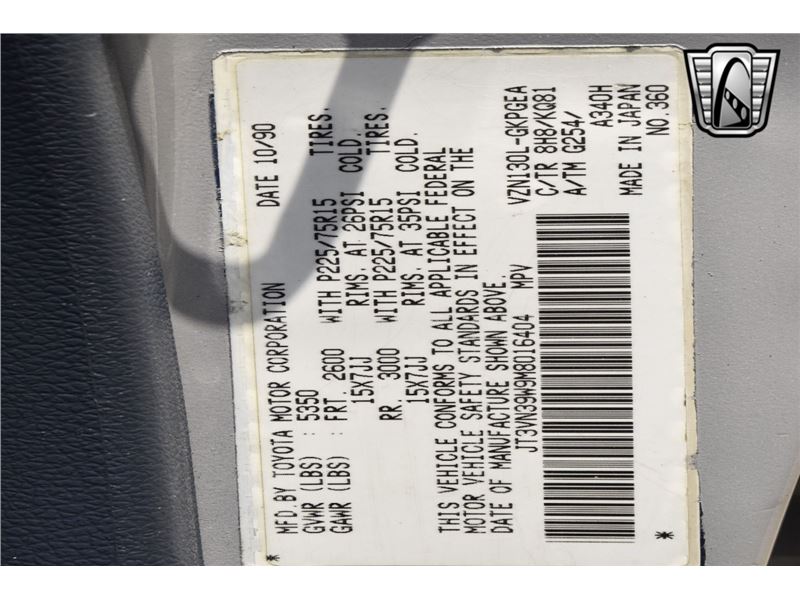 MFD. BY TOYOTA MOTOR CORPORATION DATE 10/90
GVWR (LBS) : 5350
GAWR (LBS) : FRT. 2600 WITH P225/75R15 TIRES.
15X7JJ RIMS. AT 26PSI COLD.
RR. 3000 WITH P225/75R15 TIRES.
15X7JJ RIMS. AT 35PSI COLD.
THIS VEHICLE CONFORMS TO ALL APPLICABLE FEDERAL
MOTOR VEHICLE SAFETY STANDARDS IN EFFECT ON THE
DATE OF MANUFACTURE SHOWN ABOVE.
JT3VN39W9M8016404 MPV VZN130L-GKPGEA
C/TR 8H8/KQ81
A/TM G254/
A340H
MADE IN JAPAN
NO.360